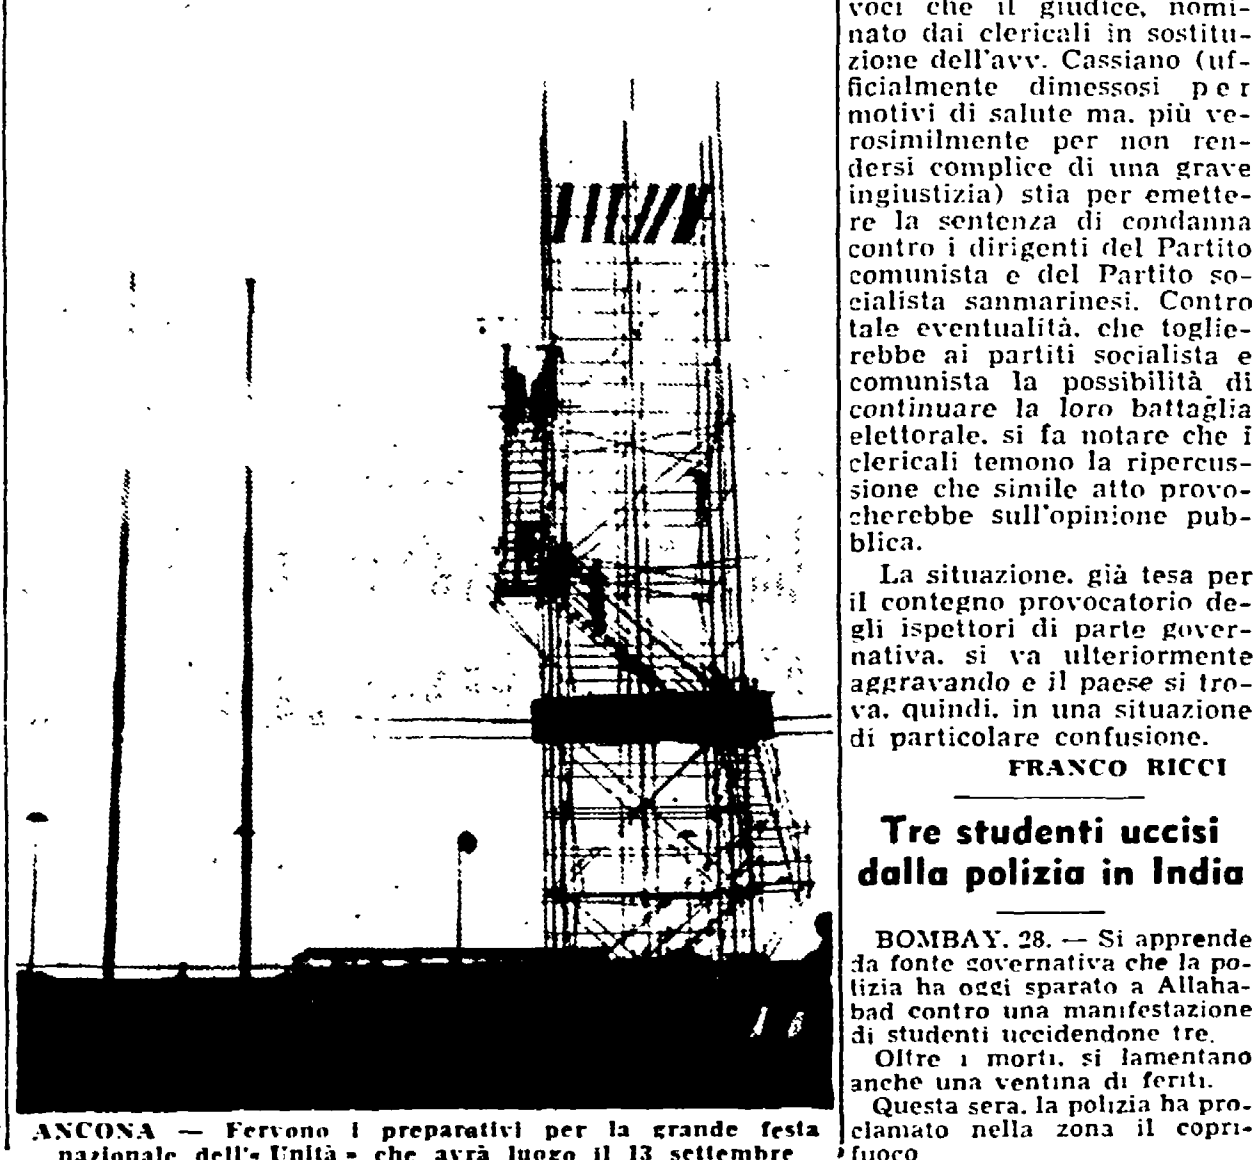 ANCONA — Fervono i preparativi per la grande festa
nazionale dell'« Unità » che avrà luogo il 13 settembre
voci che il giudice, nomi-
nato dai clericali in sostitu-
zione dell'avv. Cassiano (uf-
ficialmente dimessosi per
motivi di salute ma, più ve-
rosimilmente per non ren-
dersi complice di una grave
ingiustizia) stia per emette-
re la sentenza di condanna
contro i dirigenti del Partito
comunista e del Partito so-
cialista sanmarinesi. Contro
tale eventualità, che toglie-
rebbe ai partiti socialista e
comunista la possibilità di
continuare la loro battaglia
elettorale, si fa notare che i
clericali temono la ripercus-
sione che simile atto provo-
cherebbe sull'opinione pub-
blica.
La situazione, già tesa per
il contegno provocatorio de-
gli ispettori di parte gover-
nativa, si va ulteriormente
aggravando e il paese si tro-
va, quindi, in una situazione
di particolare confusione.
FRANCO RICCI
Tre studenti uccisi
dalla polizia in India
BOMBAY, 28. — Si apprende
da fonte governativa che la po-
lizia ha oggi sparato a Allaha-
bad contro una manifestazione
di studenti uccidendone tre.
Oltre i morti, si lamentano
anche una ventina di feriti.
Questa sera, la polizia ha pro-
clamato nella zona il copri-
fuoco